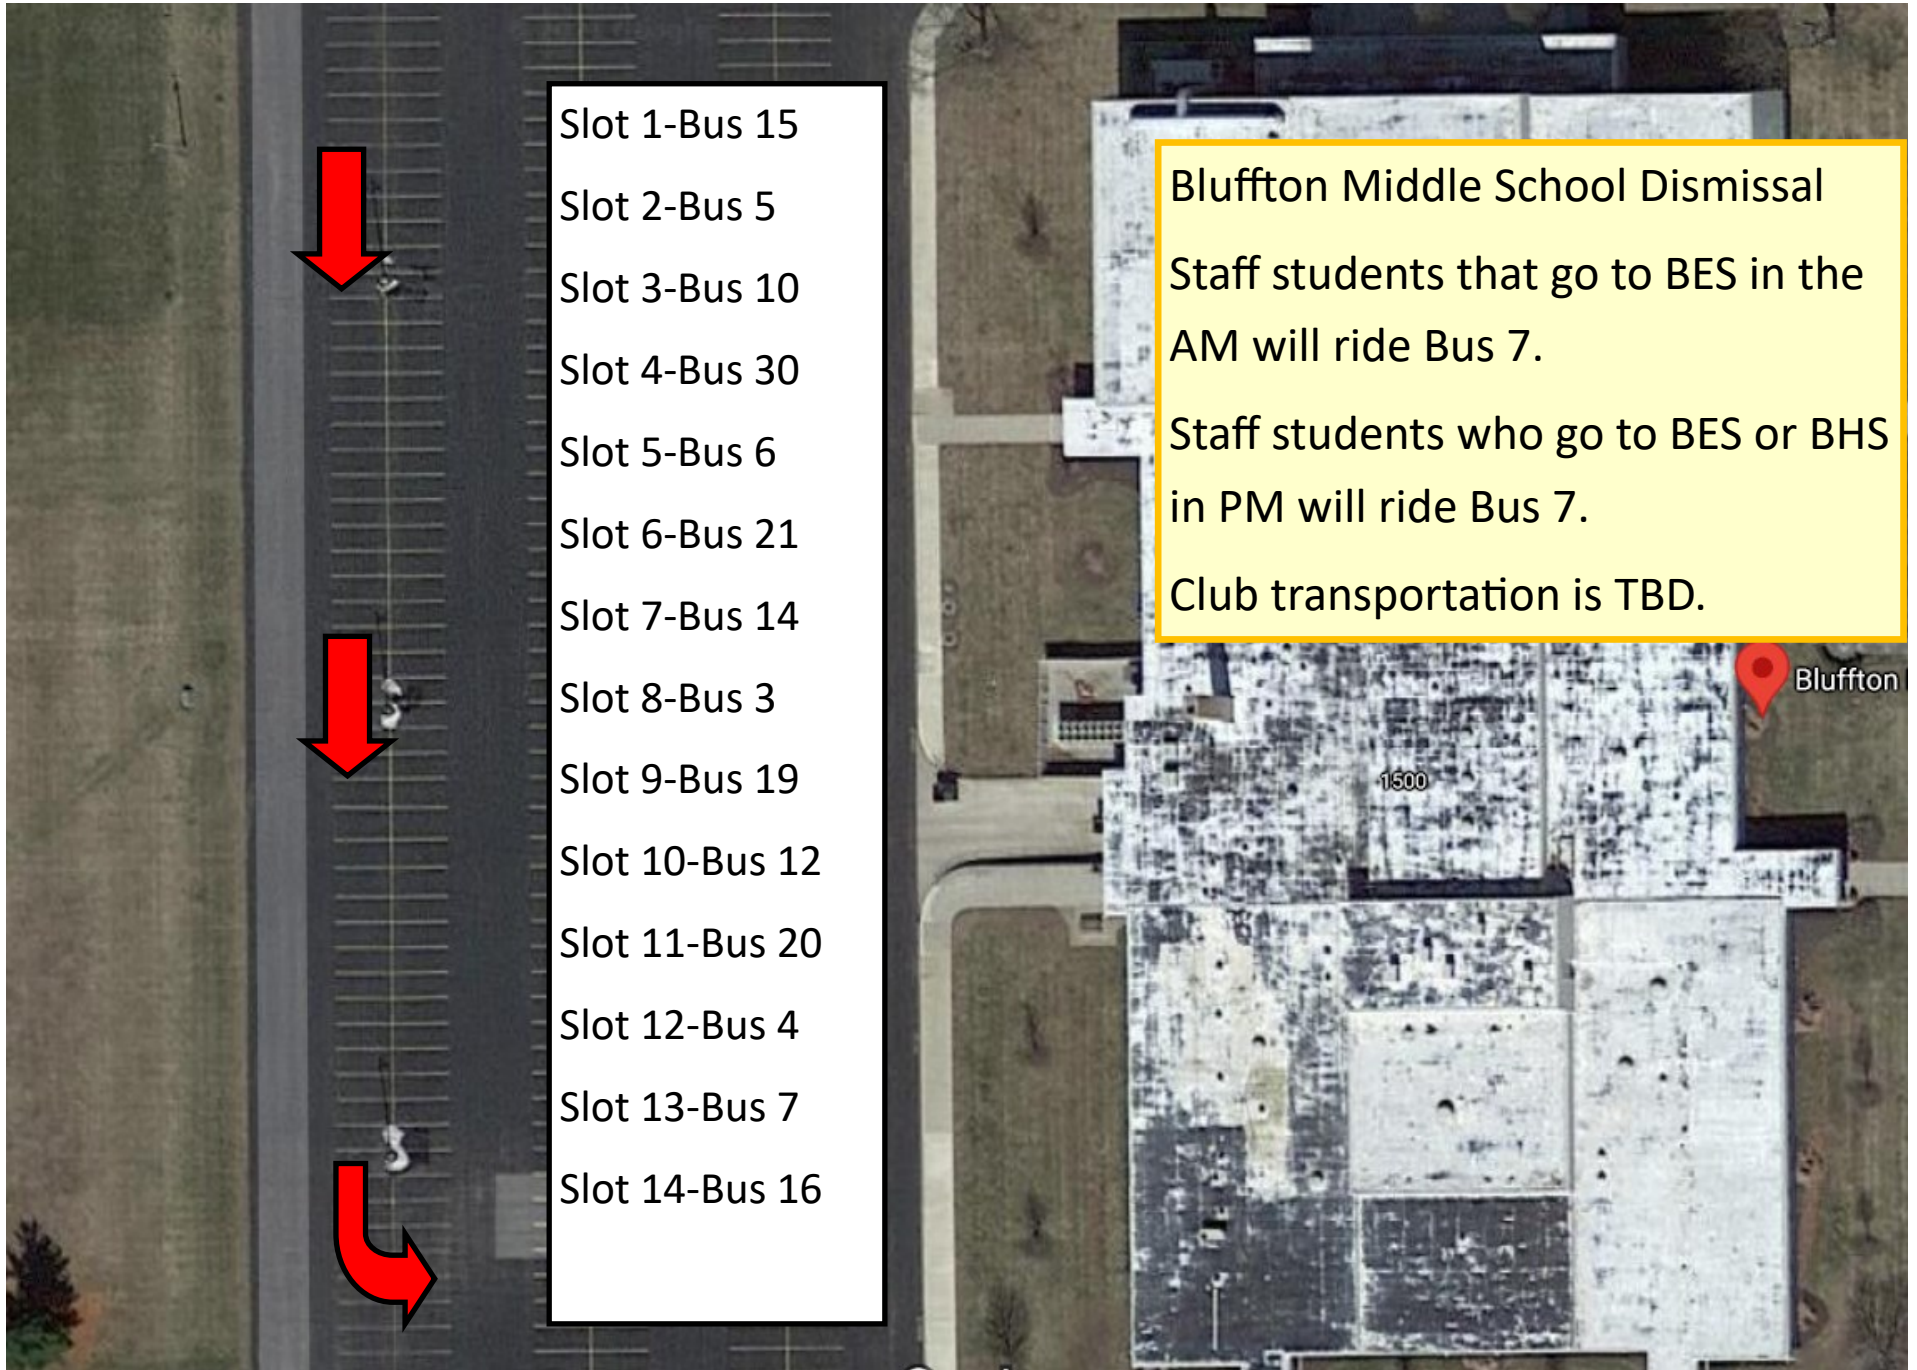 Slot 1-Bus 15
Slot 2-Bus 5
Slot 3-Bus 10
Slot 4-Bus 30
Slot 5-Bus 6
Slot 6-Bus 21
Slot 7-Bus 14
Slot 8-Bus 3
Slot 9-Bus 19
Slot 10-Bus 12
Slot 11-Bus 20
Slot 12-Bus 4
Slot 13-Bus 7
Slot 14-Bus 16
Bluffton Middle School Dismissal
Staff students that go to BES in the
AM will ride Bus 7.
Staff students who go to BES or BHS
in PM will ride Bus 7.
Club transportation is TBD.
Bluffton
1500